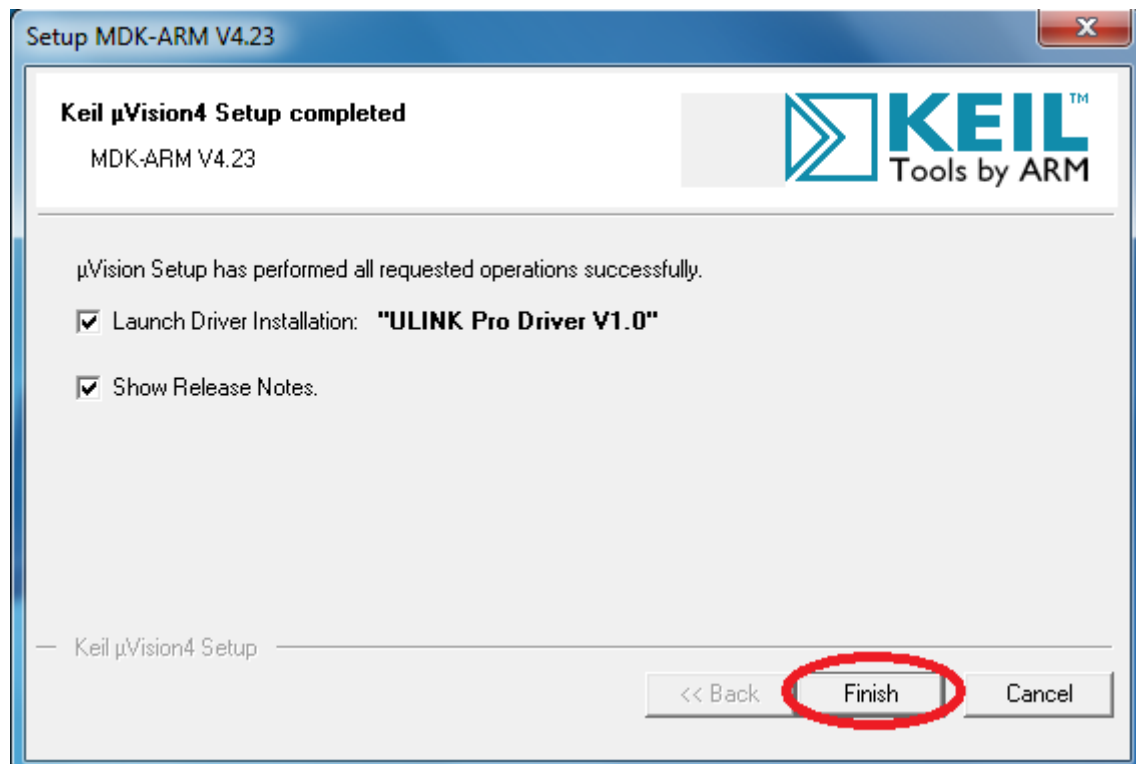 Setup MDK-ARM V4.23
Keil µVision4 Setup completed
MDK-ARM V4.23
KEIL™
Tools by ARM
µVision Setup has performed all requested operations successfully.
Launch Driver Installation: "ULINK Pro Driver V1.0"
Show Release Notes.
Keil µVision4 Setup
<< Back Finish Cancel